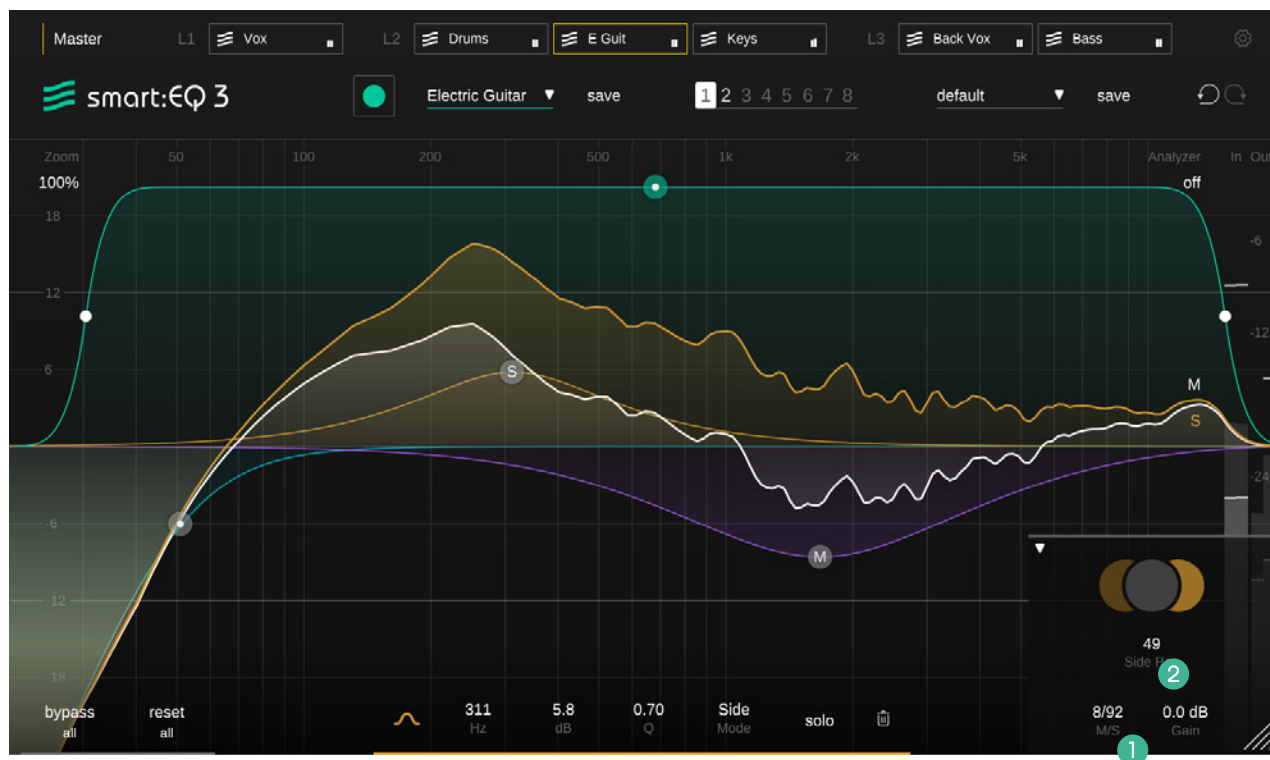 Master L1 Vox L2 Drums E Guit Keys L3 Back Vox Bass
smart:EQ 3 Electric Guitar save 1 2 3 4 5 6 7 8 default save
Zoom 50 100 200 500 1k 2k 5k Analyzer In Out
100% off
18
-6
12
-12
6
M
S
S
-24
-6
M
-12
49
Side
2
-18
bypass all
reset all
311 Hz
5.8 dB
0.70 Q
Side Mode
solo
8/92 M/S
0.0 dB Gain
1